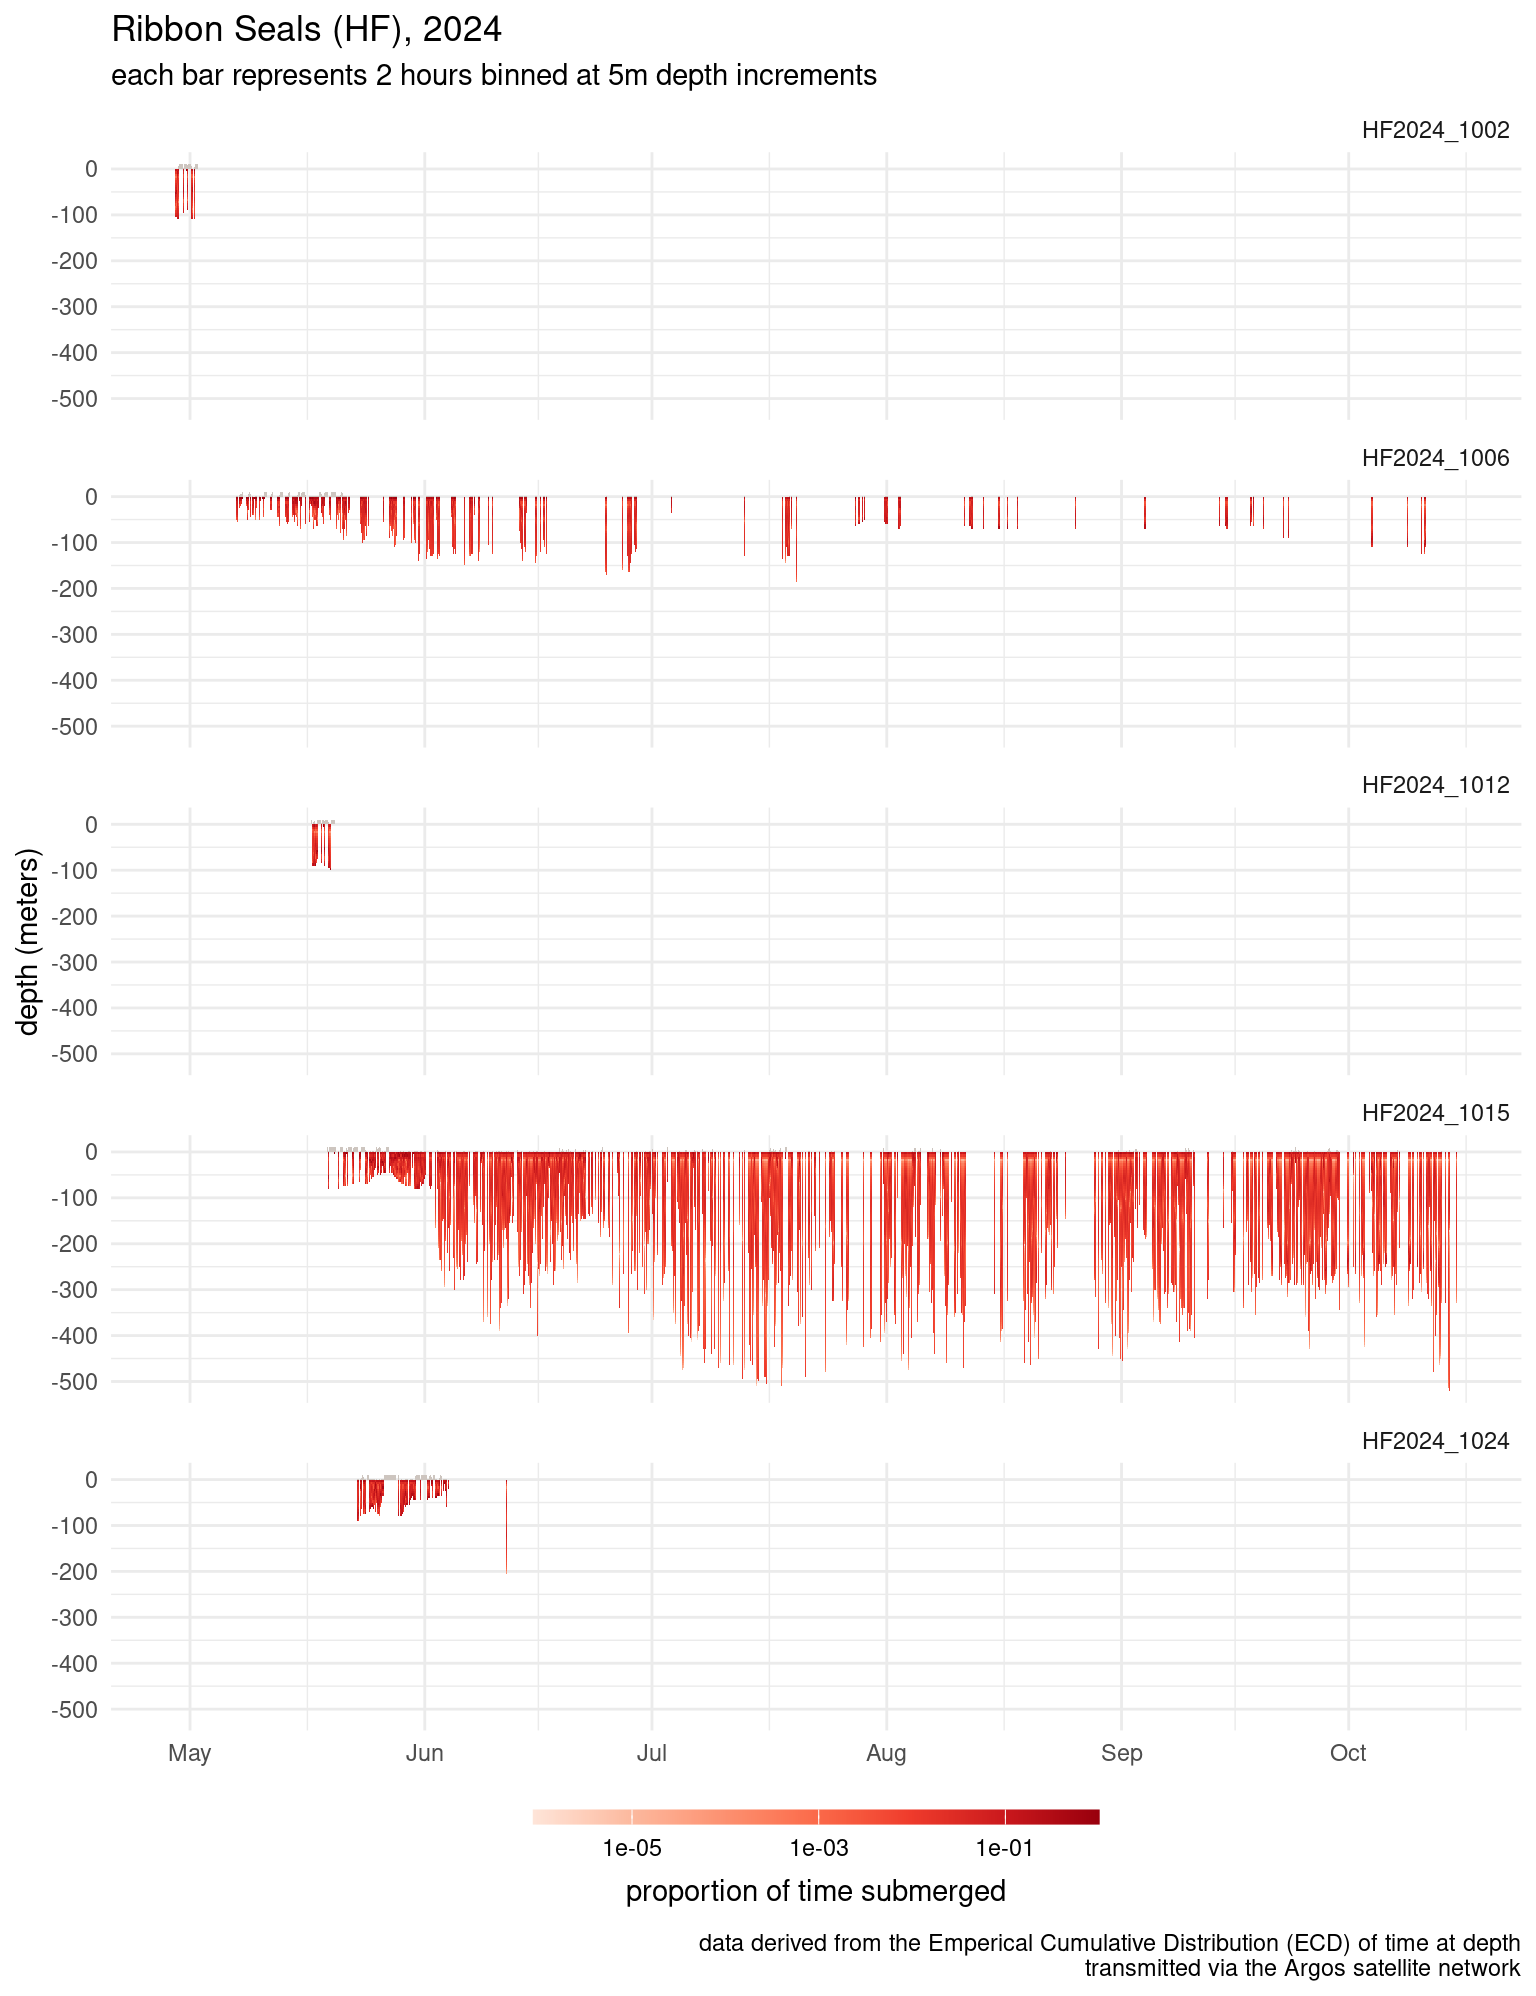 Ribbon Seals (HF), 2024
each bar represents 2 hours binned at 5m depth increments
HF2024_1002
0
-100
-200
-300
-400
-500
HF2024_1006
0
-100
-200
-300
-400
-500
HF2024_1012
0
-100
-200
-300
-400
-500
depth (meters)
HF2024_1015
0
-100
-200
-300
-400
-500
HF2024_1024
0
-100
-200
-300
-400
-500
May Jun Jul Aug Sep Oct
1e-05 1e-03 1e-01
proportion of time submerged
data derived from the Emperical Cumulative Distribution (ECD) of time at depth
transmitted via the Argos satellite network